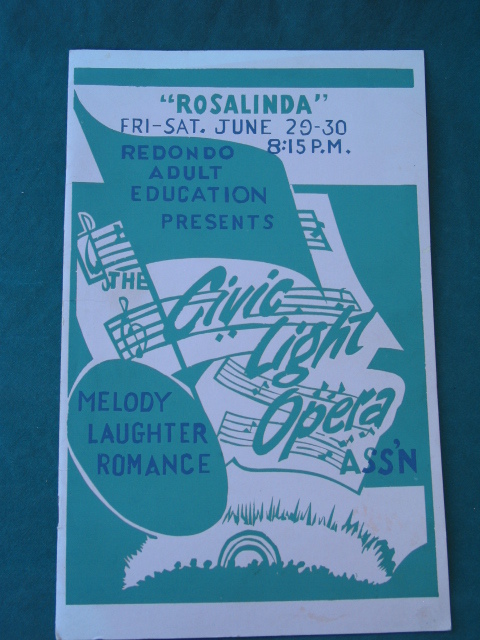 "ROSALINDA"
FRI-SAT. JUNE 29-30
8:15 P.M.
REDONDO
ADULT
EDUCATION
PRESENTS
THE
Civic
Light
Opera
ASS'N
MELODY
LAUGHTER
ROMANCE